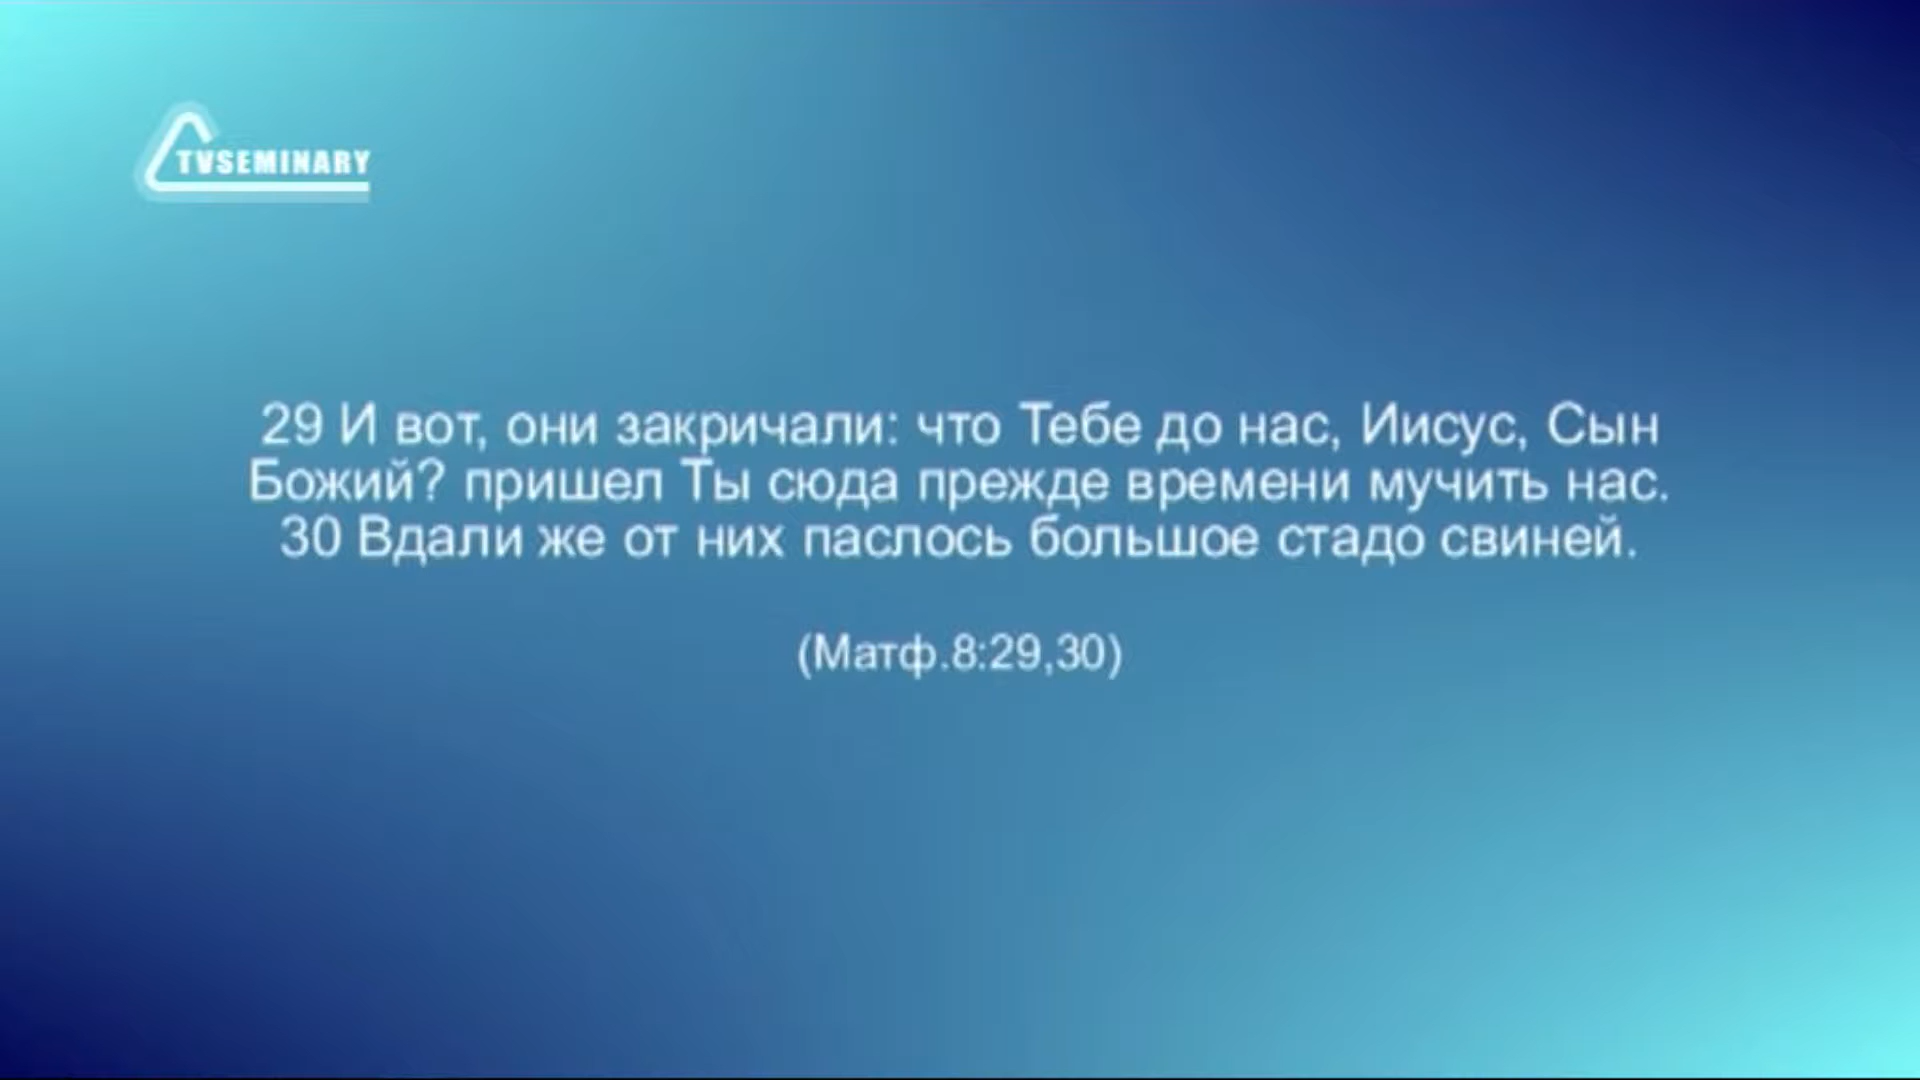 TVSEMINARY
29 И вот, они закричали: что Тебе до нас, Иисус, Сын
Божий? пришел Ты сюда прежде времени мучить нас.
30 Вдали же от них паслось большое стадо свиней.
(Матф.8:29,30)